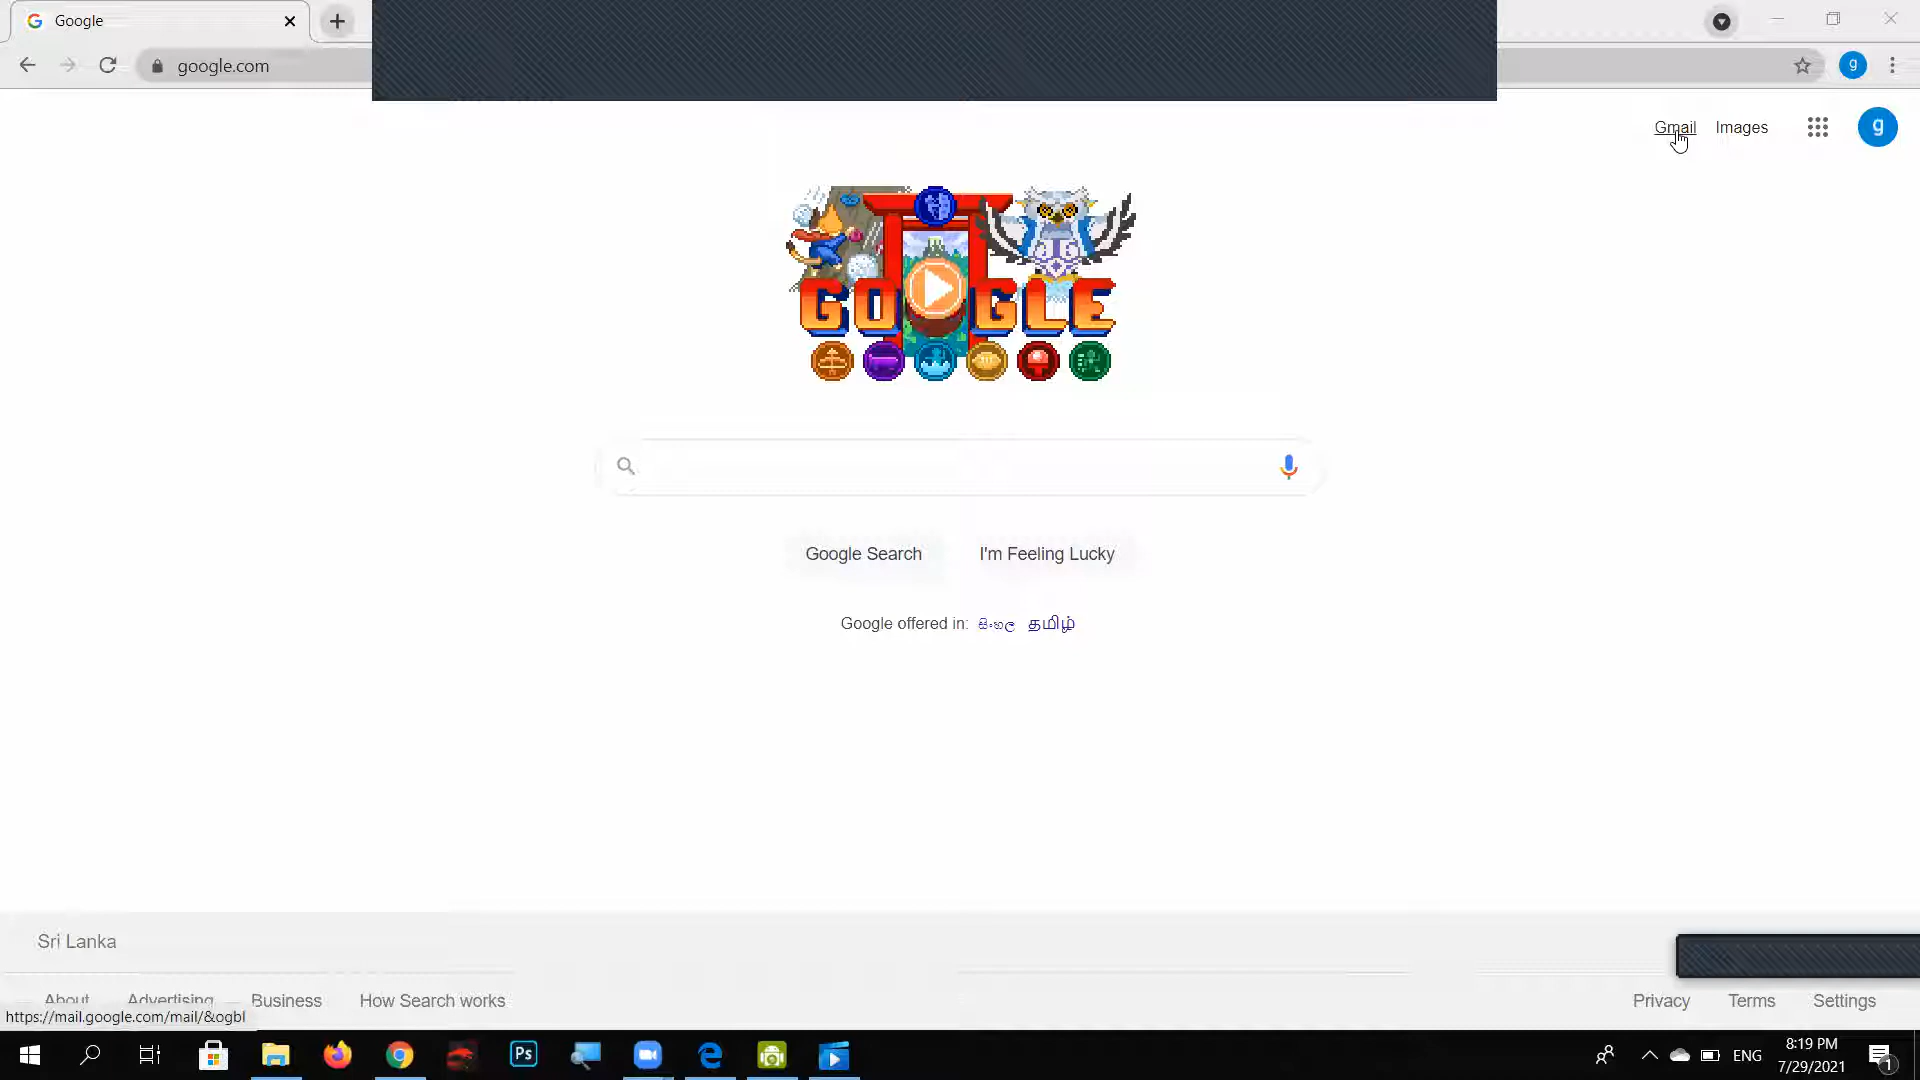 Google
google.com
Gmail Images
g
g
GOOGLE
Google Search I'm Feeling Lucky
Google offered in: සිංහල தமிழ்
Sri Lanka
About Advertising Business How Search works
Privacy Terms Settings
https://mail.google.com/mail/&ogbl
Ps
ENG
8:19 PM
7/29/2021
1